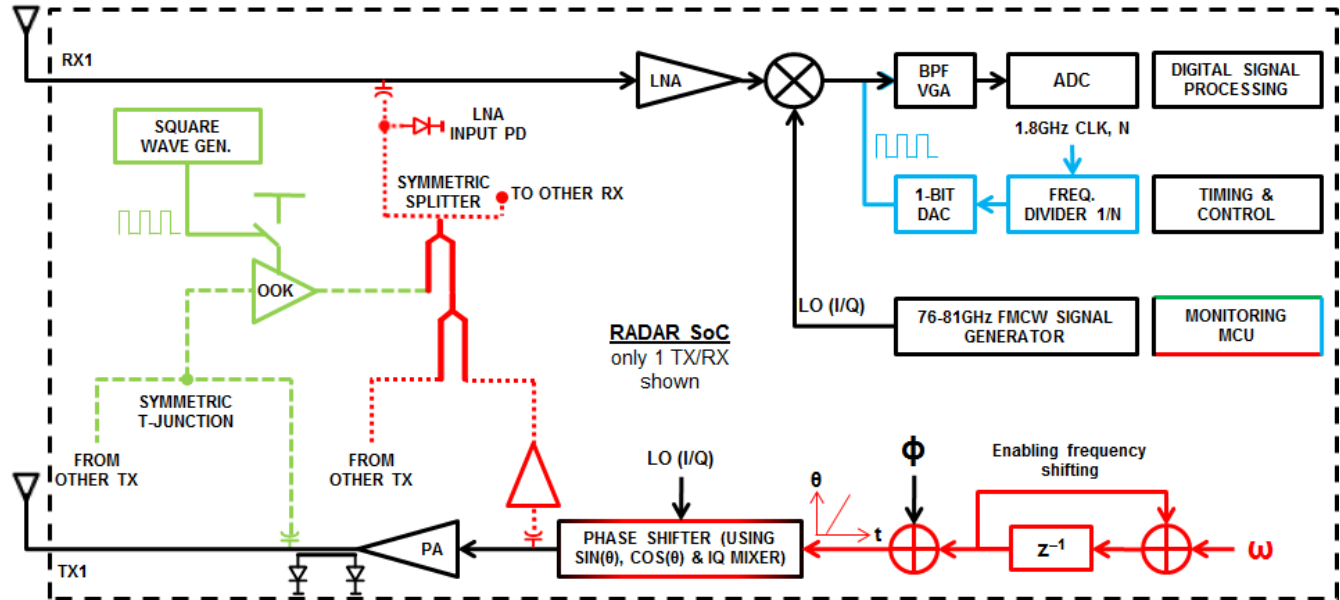 RX1
LNA
BPF
VGA
ADC
DIGITAL SIGNAL
PROCESSING
SQUARE
WAVE GEN.
LNA
INPUT PD
1.8GHz CLK, N
SYMMETRIC
SPLITTER
TO OTHER RX
1-BIT
DAC
FREQ.
DIVIDER 1/N
TIMING &
CONTROL
OOK
LO (I/Q)
76-81GHz FMCW SIGNAL
GENERATOR
MONITORING
MCU
RADAR SoC
only 1 TX/RX
shown
SYMMETRIC
T-JUNCTION
FROM
OTHER TX
FROM
OTHER TX
LO (I/Q)
Φ
Enabling frequency
shifting
θ
t
PA
PHASE SHIFTER (USING
SIN(θ), COS(θ) & IQ MIXER)
z⁻¹
ω
TX1